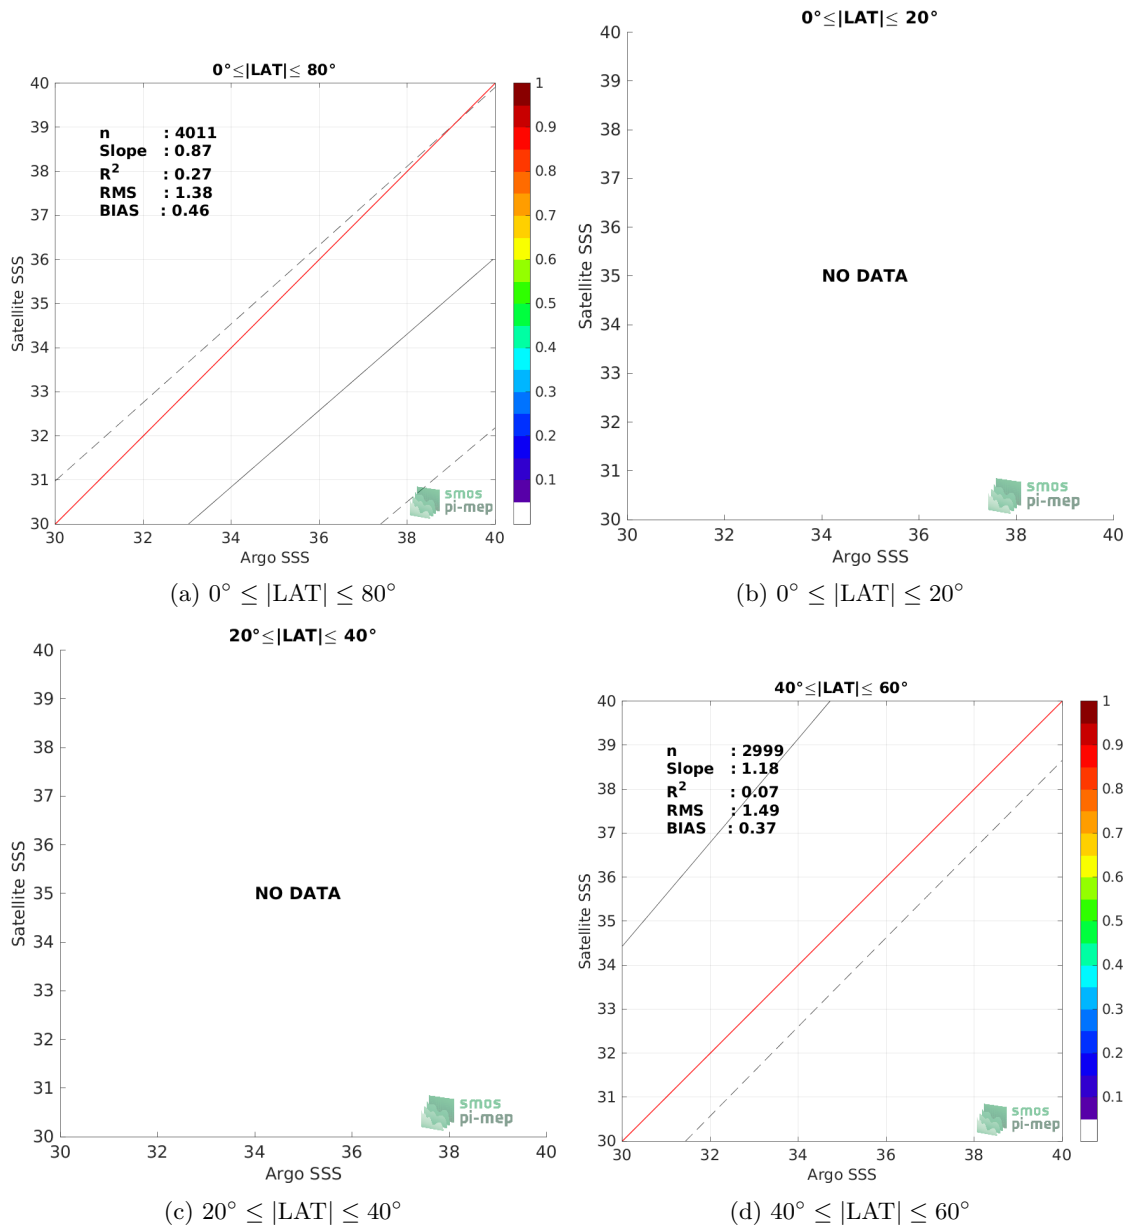 0°≤|LAT|≤ 80°
40
39
38
37
36
35
34
33
32
31
30
Satellite SSS
n : 4011
Slope : 0.87
R² : 0.27
RMS : 1.38
BIAS : 0.46
smos
pi-mep
30 32 34 36 38 40
Argo SSS
1
0.9
0.8
0.7
0.6
0.5
0.4
0.3
0.2
0.1
(a) 0° ≤ |LAT| ≤ 80°
0°≤|LAT|≤ 20°
40
39
38
37
36
35
34
33
32
31
30
Satellite SSS
NO DATA
smos
pi-mep
30 32 34 36 38 40
Argo SSS
(b) 0° ≤ |LAT| ≤ 20°
20°≤|LAT|≤ 40°
40
39
38
37
36
35
34
33
32
31
30
Satellite SSS
NO DATA
smos
pi-mep
30 32 34 36 38 40
Argo SSS
(c) 20° ≤ |LAT| ≤ 40°
40°≤|LAT|≤ 60°
40
39
38
37
36
35
34
33
32
31
30
Satellite SSS
n : 2999
Slope : 1.18
R² : 0.07
RMS : 1.49
BIAS : 0.37
smos
pi-mep
30 32 34 36 38 40
Argo SSS
1
0.9
0.8
0.7
0.6
0.5
0.4
0.3
0.2
0.1
(d) 40° ≤ |LAT| ≤ 60°